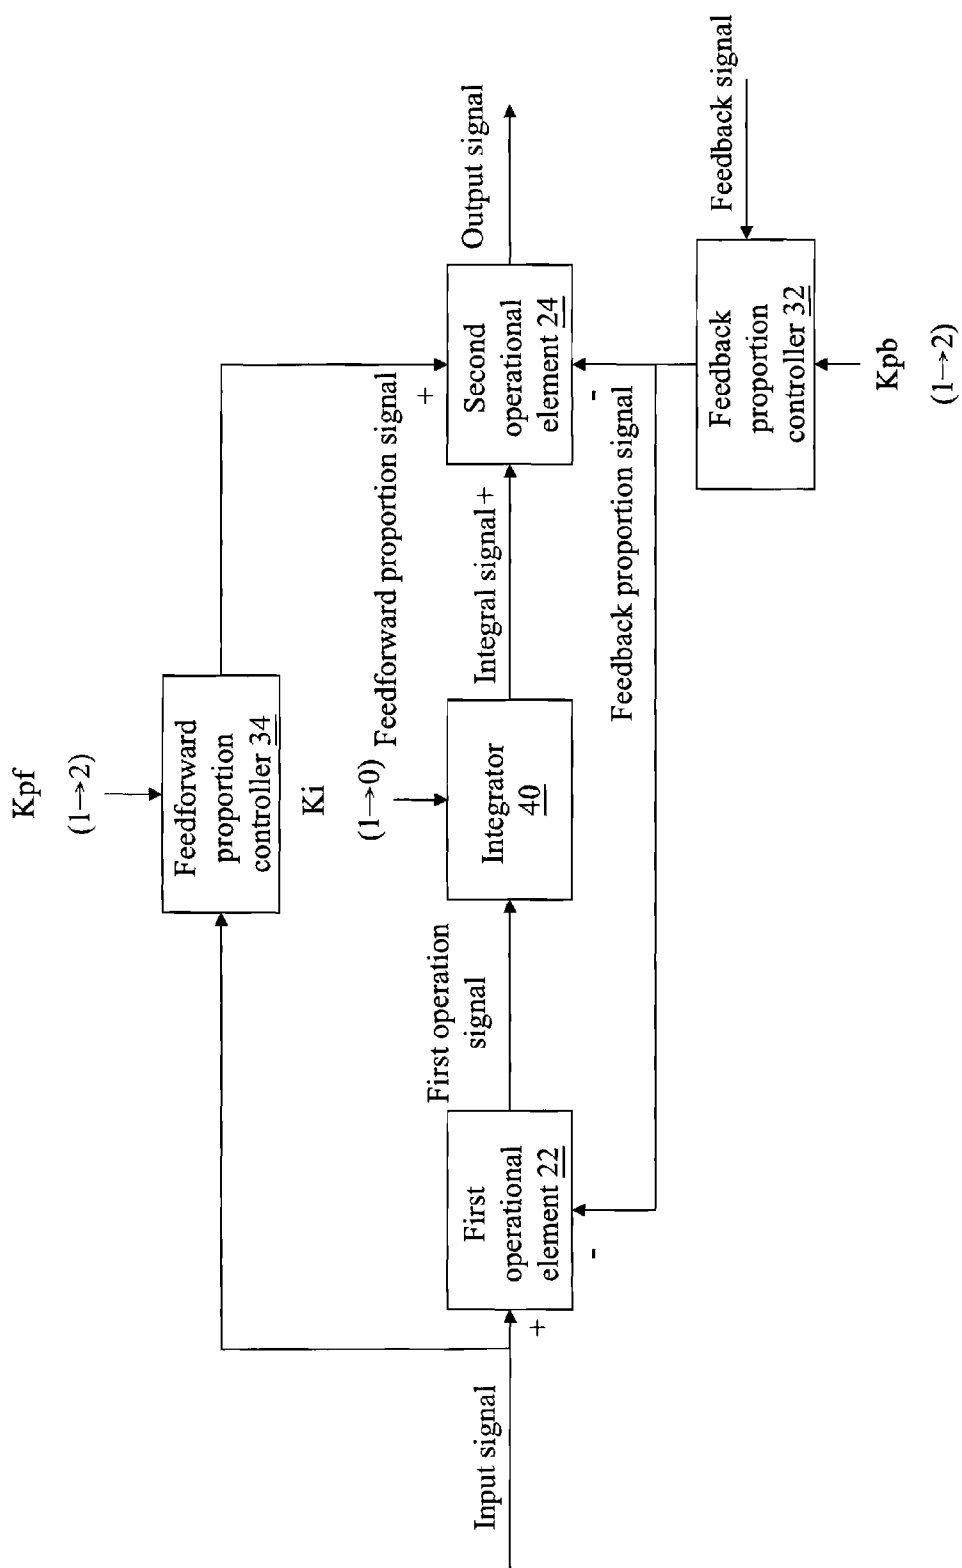 Kpf
(1→2)
Feedforward
proportion
controller 34
Ki
(1→0)
Feedforward proportion signal
Input signal
+
First
operational
element 22
-
First operation
signal
Integrator
40
Integral signal+
+
Second
operational
element 24
-
Output signal
Feedback proportion signal
Feedback signal
Feedback
proportion
controller 32
Kpb
(1→2)